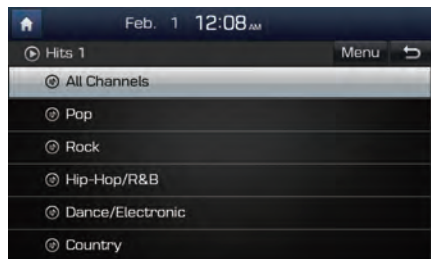 Feb. 1 12:08 AM
Hits 1 Menu
All Channels
Pop
Rock
Hip-Hop/R&B
Dance/Electronic
Country